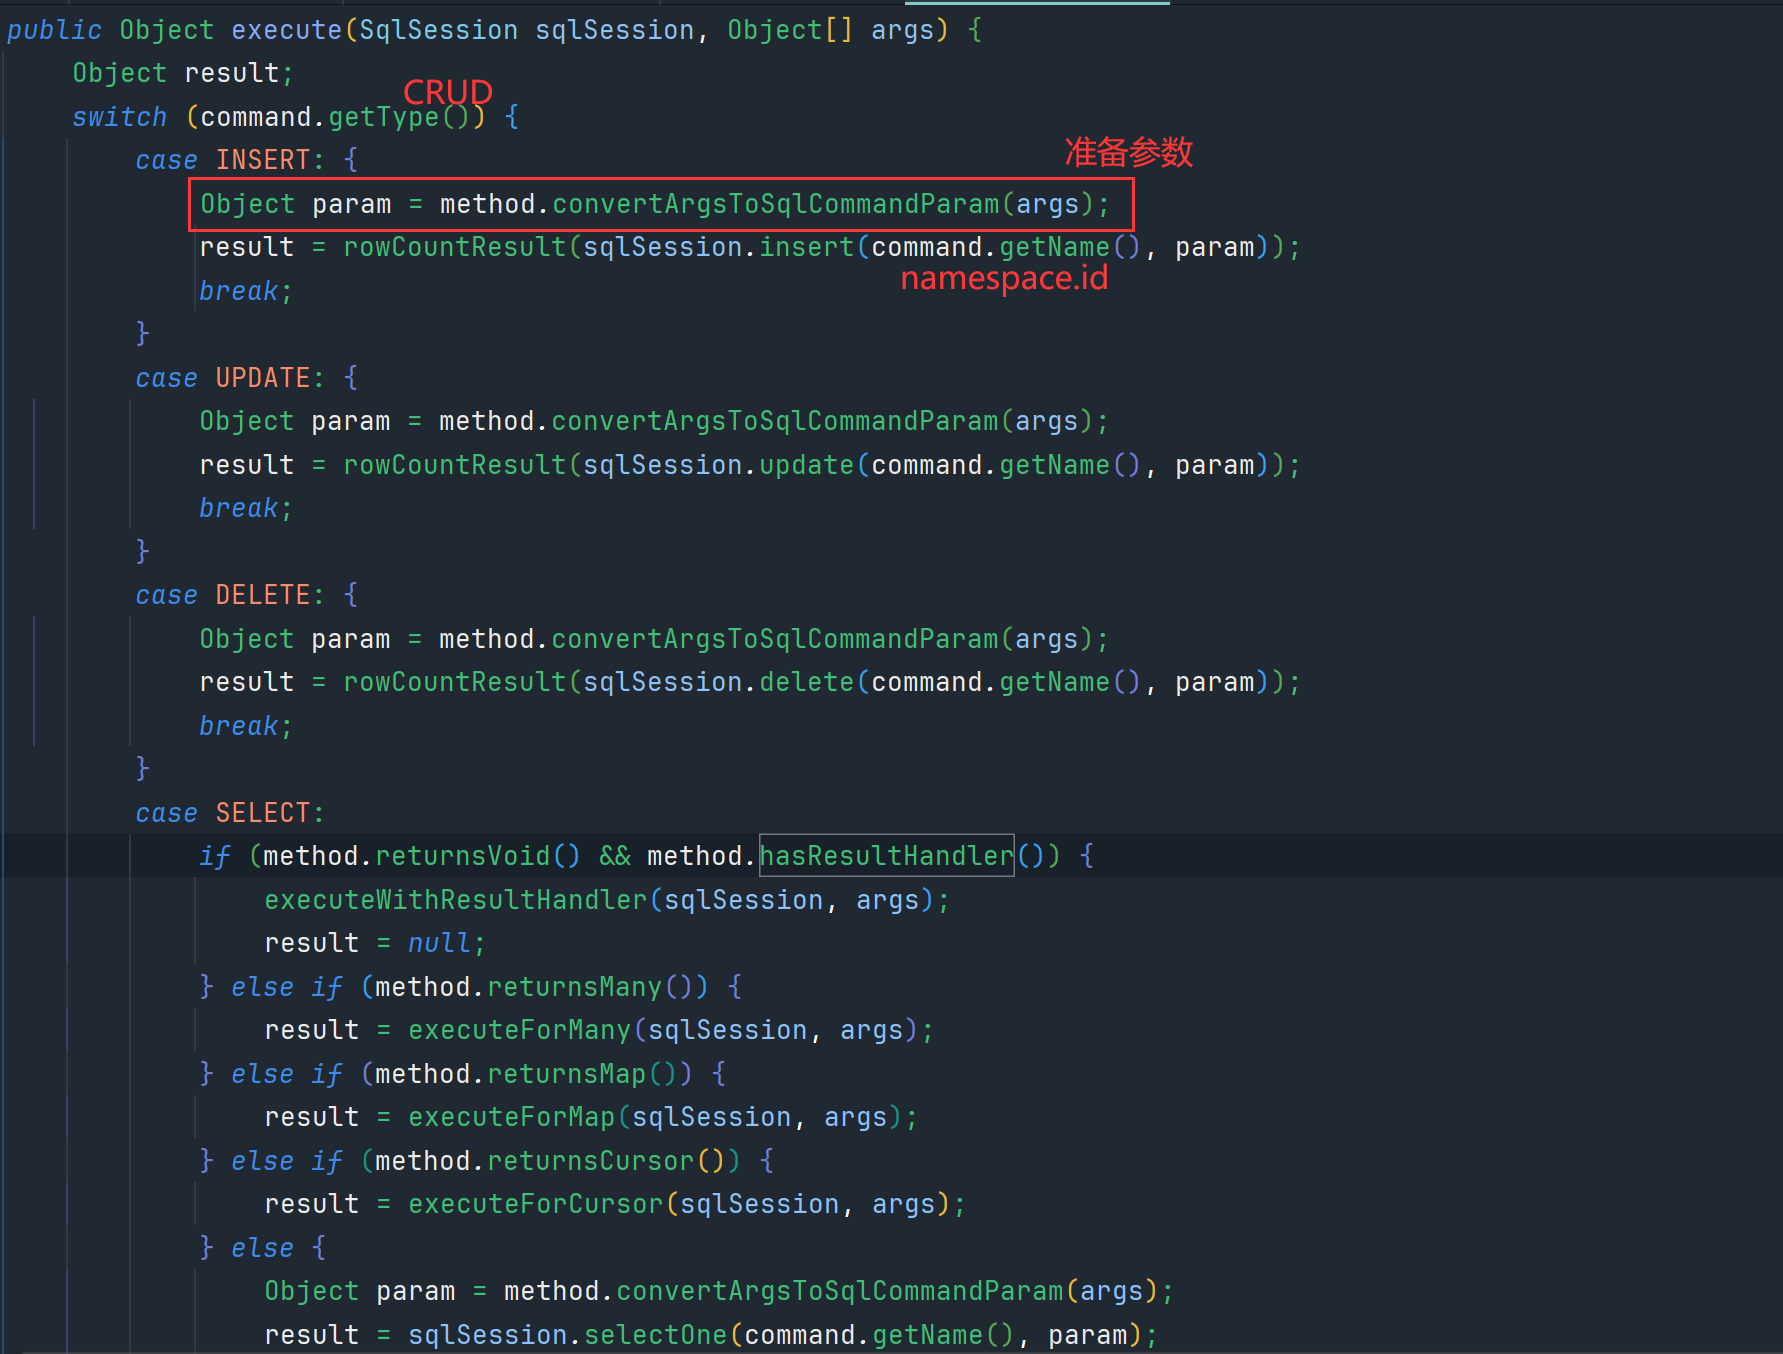 public Object execute(SqlSession sqlSession, Object[] args) {
Object result;
CRUD
switch (command.getType()) {
准备参数
case INSERT: {
Object param = method.convertArgsToSqlCommandParam(args);
result = rowCountResult(sqlSession.insert(command.getName(), param));
namespace.id
break;
}
case UPDATE: {
Object param = method.convertArgsToSqlCommandParam(args);
result = rowCountResult(sqlSession.update(command.getName(), param));
break;
}
case DELETE: {
Object param = method.convertArgsToSqlCommandParam(args);
result = rowCountResult(sqlSession.delete(command.getName(), param));
break;
}
case SELECT:
if (method.returnsVoid() && method.hasResultHandler()) {
executeWithResultHandler(sqlSession, args);
result = null;
} else if (method.returnsMany()) {
result = executeForMany(sqlSession, args);
} else if (method.returnsMap()) {
result = executeForMap(sqlSession, args);
} else if (method.returnsCursor()) {
result = executeForCursor(sqlSession, args);
} else {
Object param = method.convertArgsToSqlCommandParam(args);
result = sqlSession.selectOne(command.getName(), param);